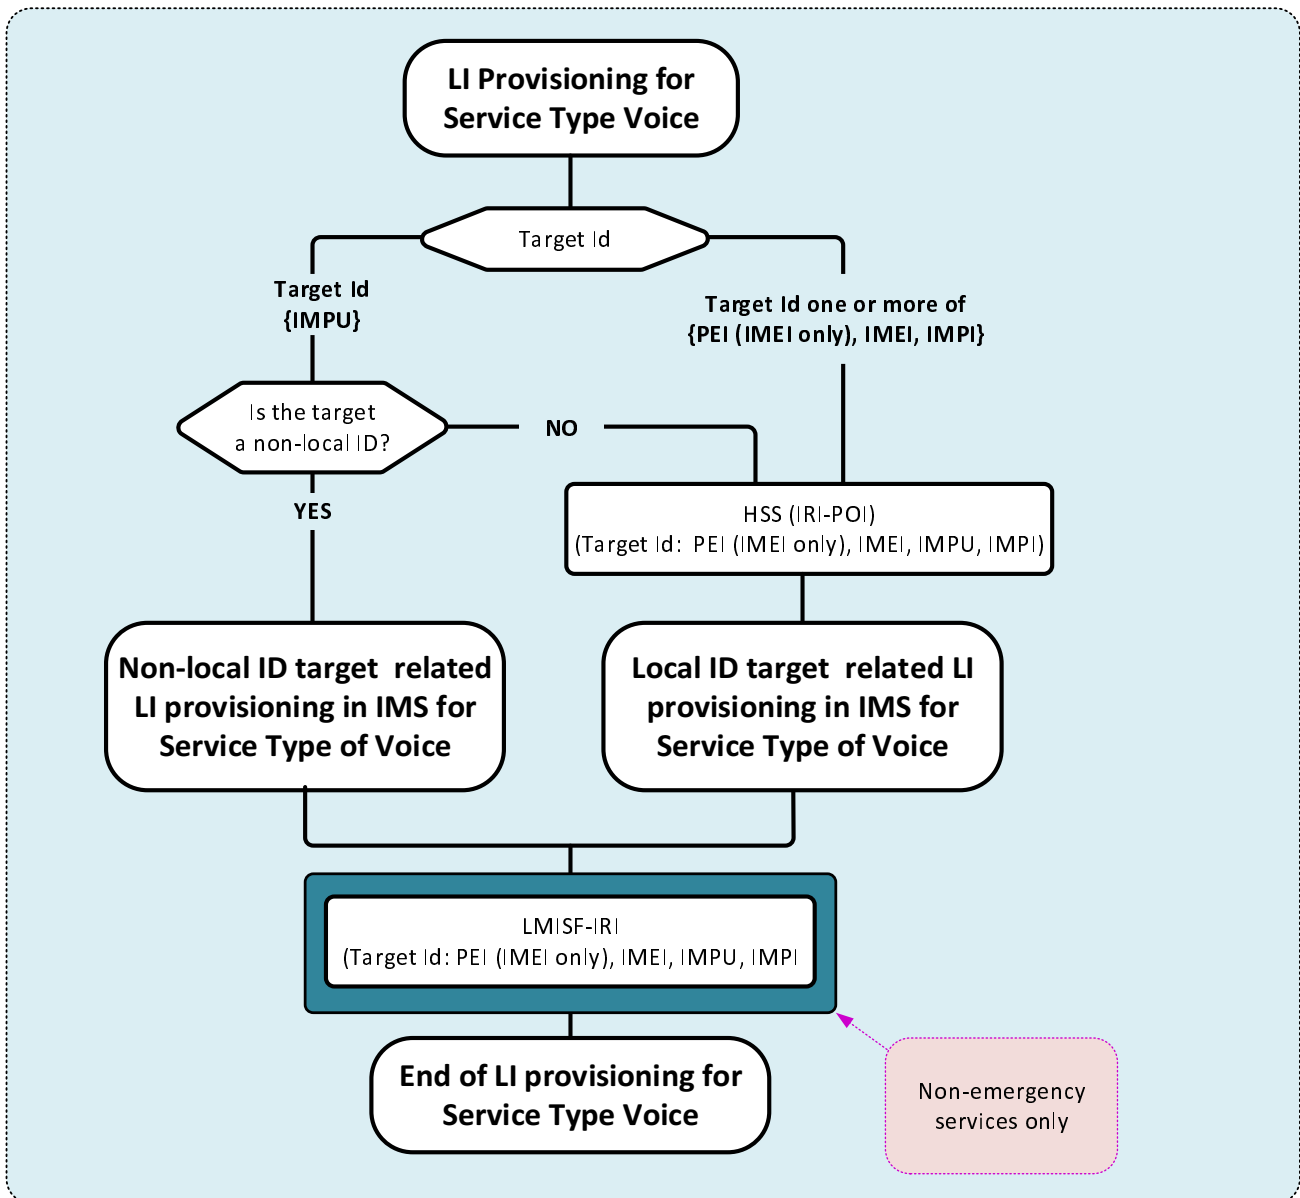 LI Provisioning for
Service Type Voice
Target Id
Target Id
{IMPU}
Target Id one or more of
{PEI (IMEI only), IMEI, IMPI}
Is the target
a non-local ID?
NO
YES
HSS (IRI-POI)
(Target Id:  PEI (IMEI only), IMEI, IMPU, IMPI)
Non-local ID target  related
LI provisioning in IMS for
Service Type of Voice
Local ID target  related LI
provisioning in IMS for
Service Type of Voice
LMISF-IRI
(Target Id: PEI (IMEI only), IMEI, IMPU, IMPI
End of LI provisioning for
Service Type Voice
Non-emergency
services only